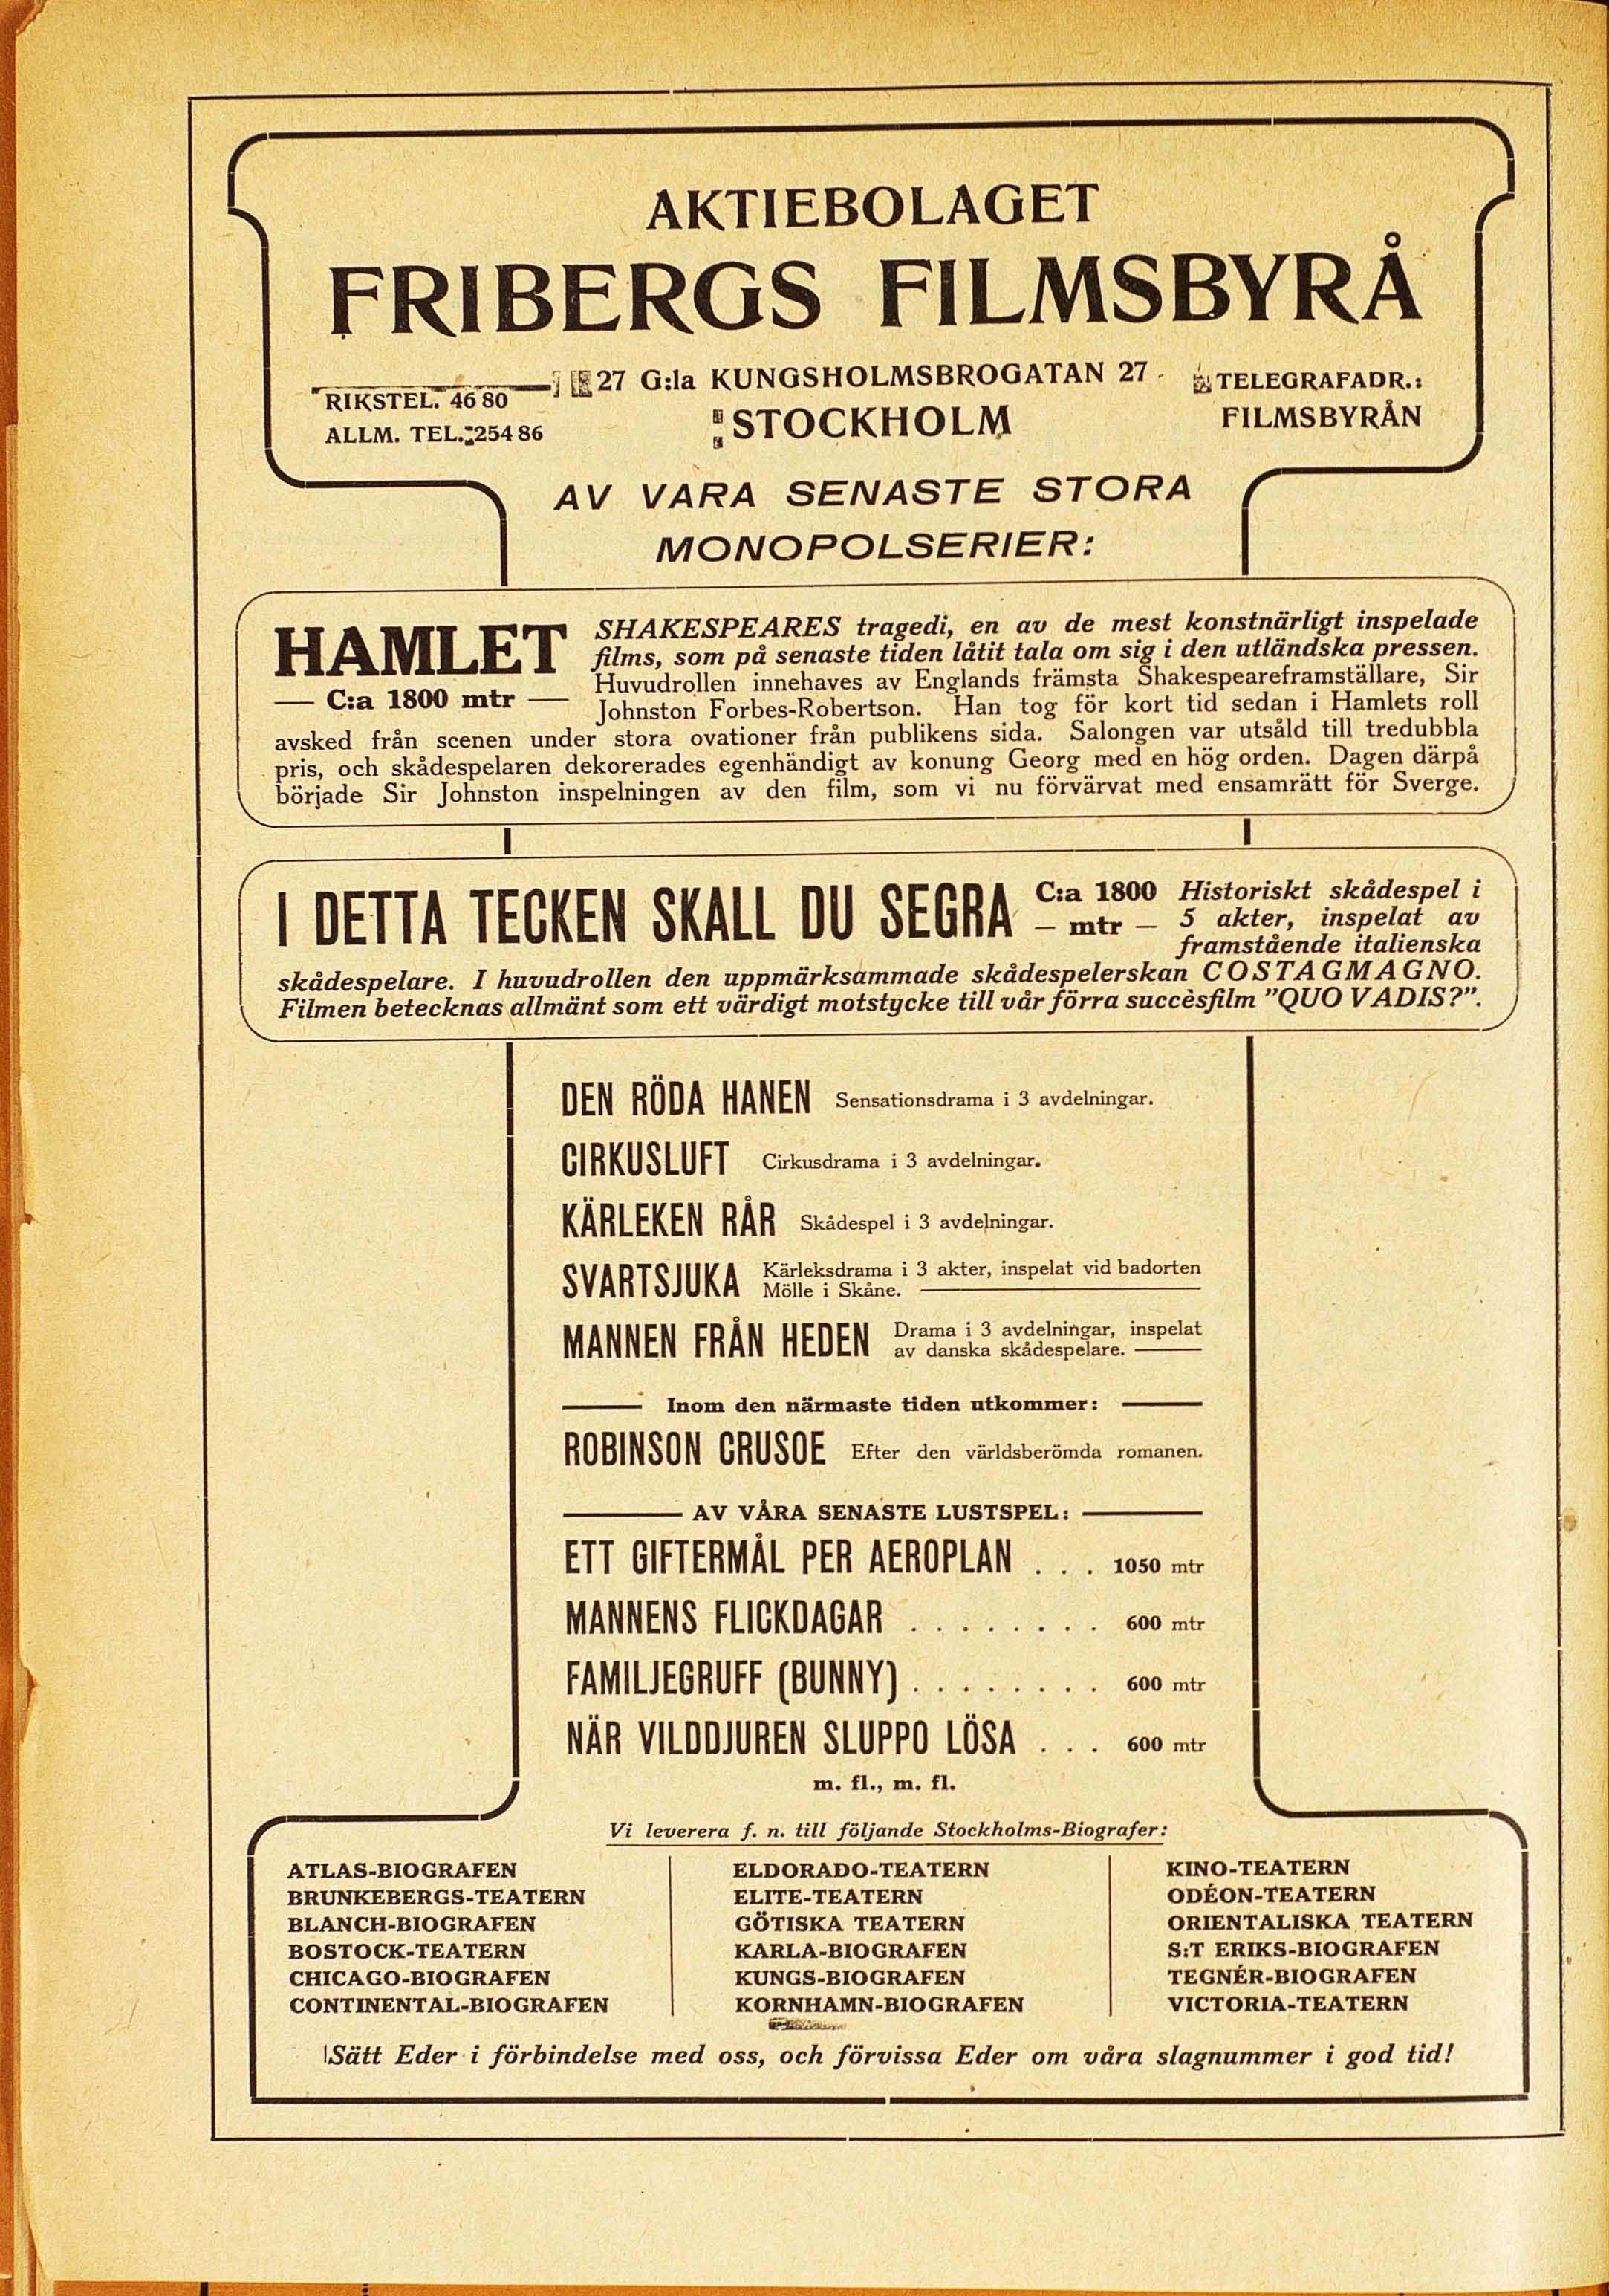 AKTIEBOLAGET
FRIBERGS FILMSBYRÅ
RIKSTEL. 46 80
ALLM. TEL. 254 86
27 G:la KUNGSHOLMSBROGATAN 27
STOCKHOLM
TELEGRAFADR.:
FILMSBYRÅN
AV VARA SENASTE STORA
MONOPOLSERIER:
HAMLET
— C:a 1800 mtr —
SHAKESPEARES tragedi, en av de mest konstnärligt inspelade
films, som på senaste tiden låtit tala om sig i den utländska pressen.
Huvudrollen innehaves av Englands främsta Shakespeareframställare, Sir
Johnston Forbes-Robertson. Han tog för kort tid sedan i Hamlets roll
avsked från scenen under stora ovationer från publikens sida. Salongen var utsåld till tredubbla
pris, och skådespelaren dekorerades egenhändigt av konung Georg med en hög orden. Dagen därpå
började Sir Johnston inspelningen av den film, som vi nu förvärvat med ensamrätt för Sverge.
I DETTA TECKEN SKALL DU SEGRA
C:a 1800
— mtr —
Historiskt skådespel i
5 akter, inspelat av
framstående italienska
skådespelare. I huvudrollen den uppmärksammade skådespelerskan COSTAGMAGNO.
Filmen betecknas allmänt som ett värdigt motstycke till vår förra succèsfilm ”QUO VADIS?”.
DEN RÖDA HANEN Sensationsdrama i 3 avdelningar.
CIRKUSLUFT Cirkusdrama i 3 avdelningar.
KÄRLEKEN RÅR Skådespel i 3 avdelningar.
SVARTSJUKA Kärleksdrama i 3 akter, inspelat vid badorten
Mölle i Skåne.
MANNEN FRÅN HEDEN Drama i 3 avdelningar, inspelat
av danska skådespelare.
Inom den närmaste tiden utkommer:
ROBINSON CRUSOE Efter den världsberömda romanen.
AV VÅRA SENASTE LUSTSPEL:
ETT GIFTERMÅL PER AEROPLAN . . . 1050 mtr
MANNENS FLICKDAGAR . . . . . . . . 600 mtr
FAMILJEGRUFF (BUNNY) . . . . . . . . 600 mtr
NÄR VILDDJUREN SLUPPO LÖSA . . . 600 mtr
m. fl., m. fl.
Vi leverera f. n. till följande Stockholms-Biografer:
ATLAS-BIOGRAFEN
BRUNKEBERGS-TEATERN
BLANCH-BIOGRAFEN
BOSTOCK-TEATERN
CHICAGO-BIOGRAFEN
CONTINENTAL-BIOGRAFEN
ELDORADO-TEATERN
ELITE-TEATERN
GÖTISKA TEATERN
KARLA-BIOGRAFEN
KUNGS-BIOGRAFEN
KORNHAMN-BIOGRAFEN
KINO-TEATERN
ODÉON-TEATERN
ORIENTALISKA TEATERN
S:T ERIKS-BIOGRAFEN
TEGNÉR-BIOGRAFEN
VICTORIA-TEATERN
Sätt Eder i förbindelse med oss, och förvissa Eder om våra slagnummer i god tid!